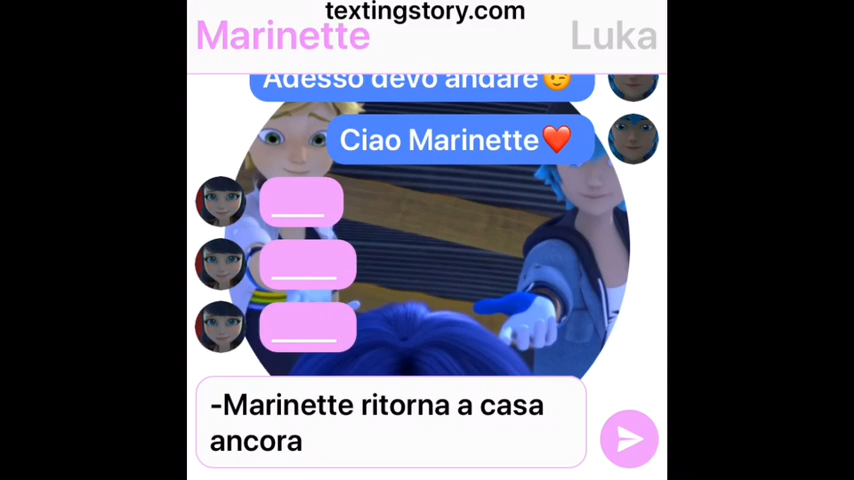 textingstory.com
Marinette
Luka
Adesso devo andare😉
Ciao Marinette❤️
-Marinette ritorna a casa
ancora